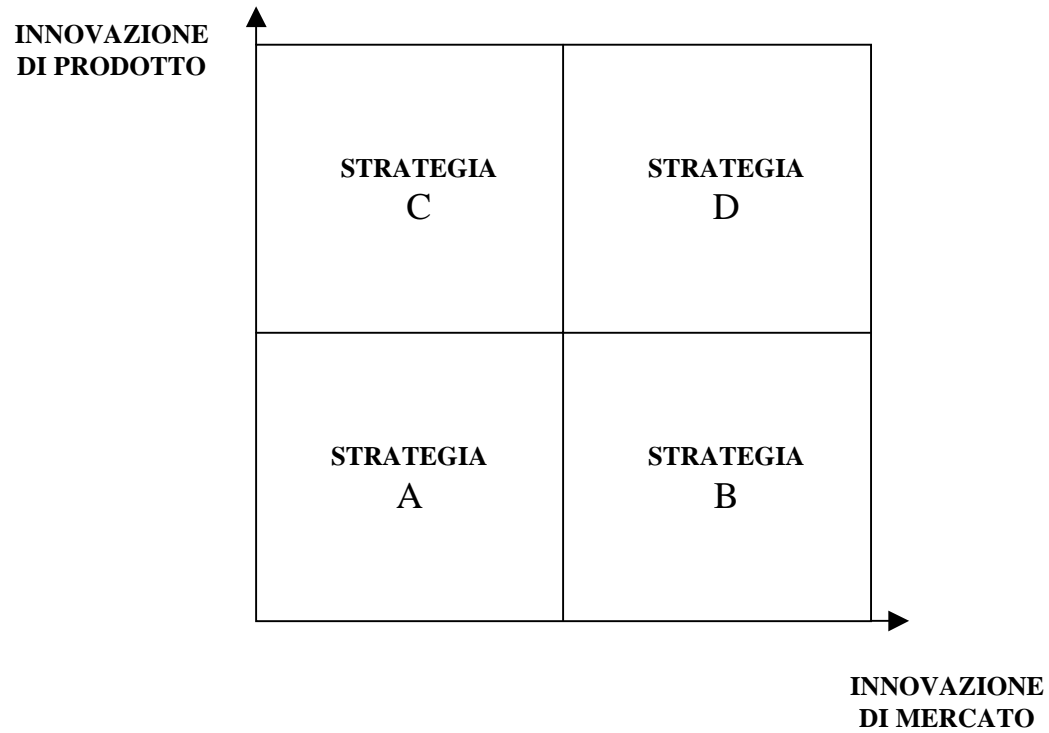 INNOVAZIONE
DI PRODOTTO
STRATEGIA
C
STRATEGIA
D
STRATEGIA
A
STRATEGIA
B
INNOVAZIONE
DI MERCATO